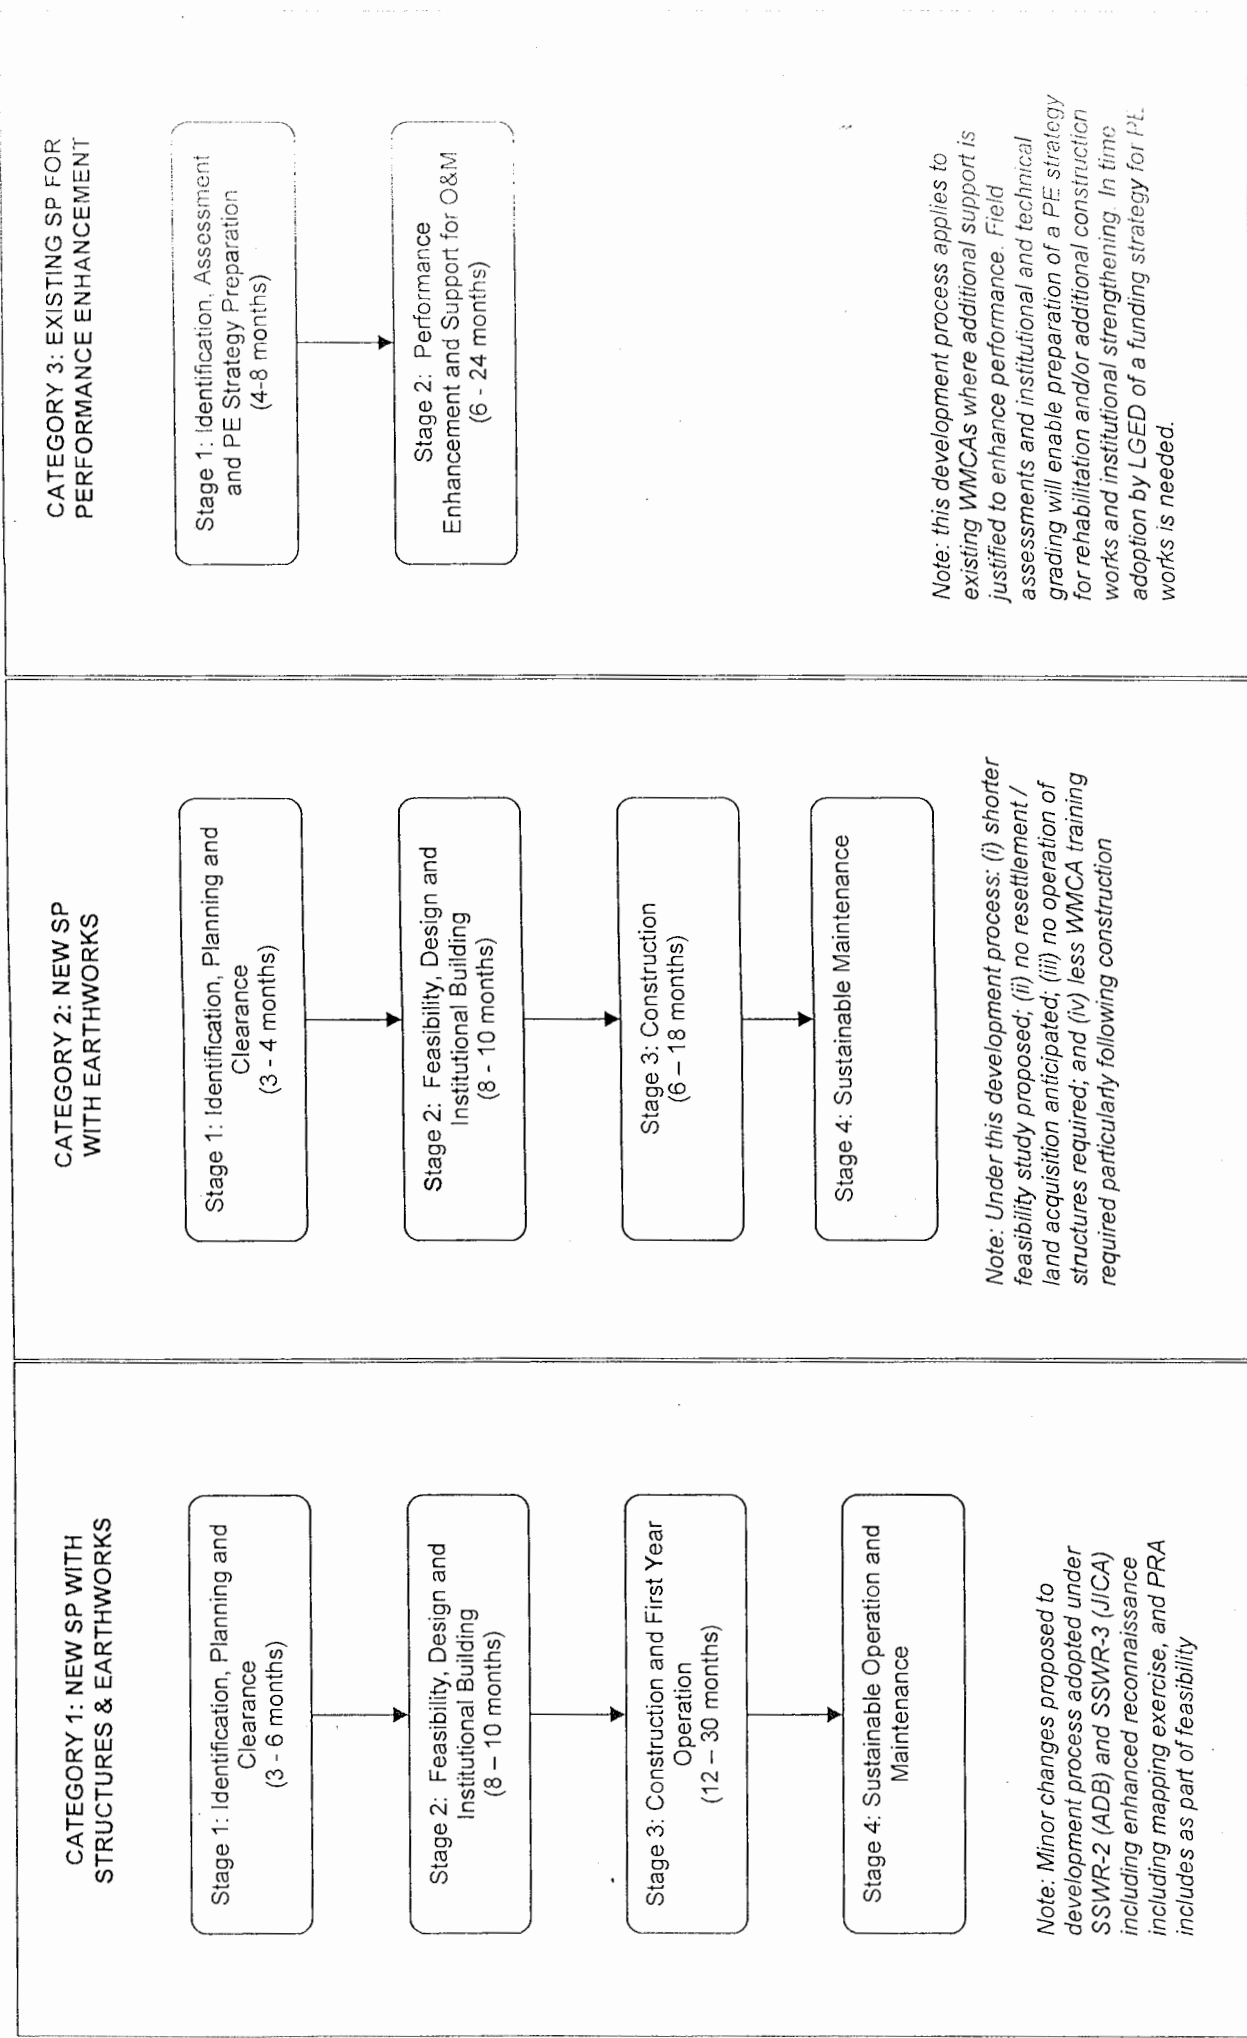 CATEGORY 1: NEW SP WITH
STRUCTURES & EARTHWORKS
Stage 1: Identification, Planning and
Clearance
(3 - 6 months)
Stage 2: Feasibility, Design and
Institutional Building
(8 – 10 months)
Stage 3: Construction and First Year
Operation
(12 – 30 months)
Stage 4: Sustainable Operation and
Maintenance
Note: Minor changes proposed to
development process adopted under
SSWR-2 (ADB) and SSWR-3 (JICA)
including enhanced reconnaissance
including mapping exercise, and PRA
includes as part of feasibility
CATEGORY 2: NEW SP
WITH EARTHWORKS
Stage 1: Identification, Planning and
Clearance
(3 - 4 months)
Stage 2: Feasibility, Design and
Institutional Building
(8 - 10 months)
Stage 3: Construction
(6 – 18 months)
Stage 4: Sustainable Maintenance
Note: Under this development process: (i) shorter
feasibility study proposed; (ii) no resettlement /
land acquisition anticipated; (iii) no operation of
structures required; and (iv) less WMCA training
required particularly following construction
CATEGORY 3: EXISTING SP FOR
PERFORMANCE ENHANCEMENT
Stage 1: Identification, Assessment
and PE Strategy Preparation
(4-8 months)
Stage 2: Performance
Enhancement and Support for O&M
(6 - 24 months)
Note: this development process applies to
existing WMCAs where additional support is
justified to enhance performance. Field
assessments and institutional and technical
grading will enable preparation of a PE strategy
for rehabilitation and/or additional construction
works and institutional strengthening. In time
adoption by LGED of a funding strategy for PE
works is needed.